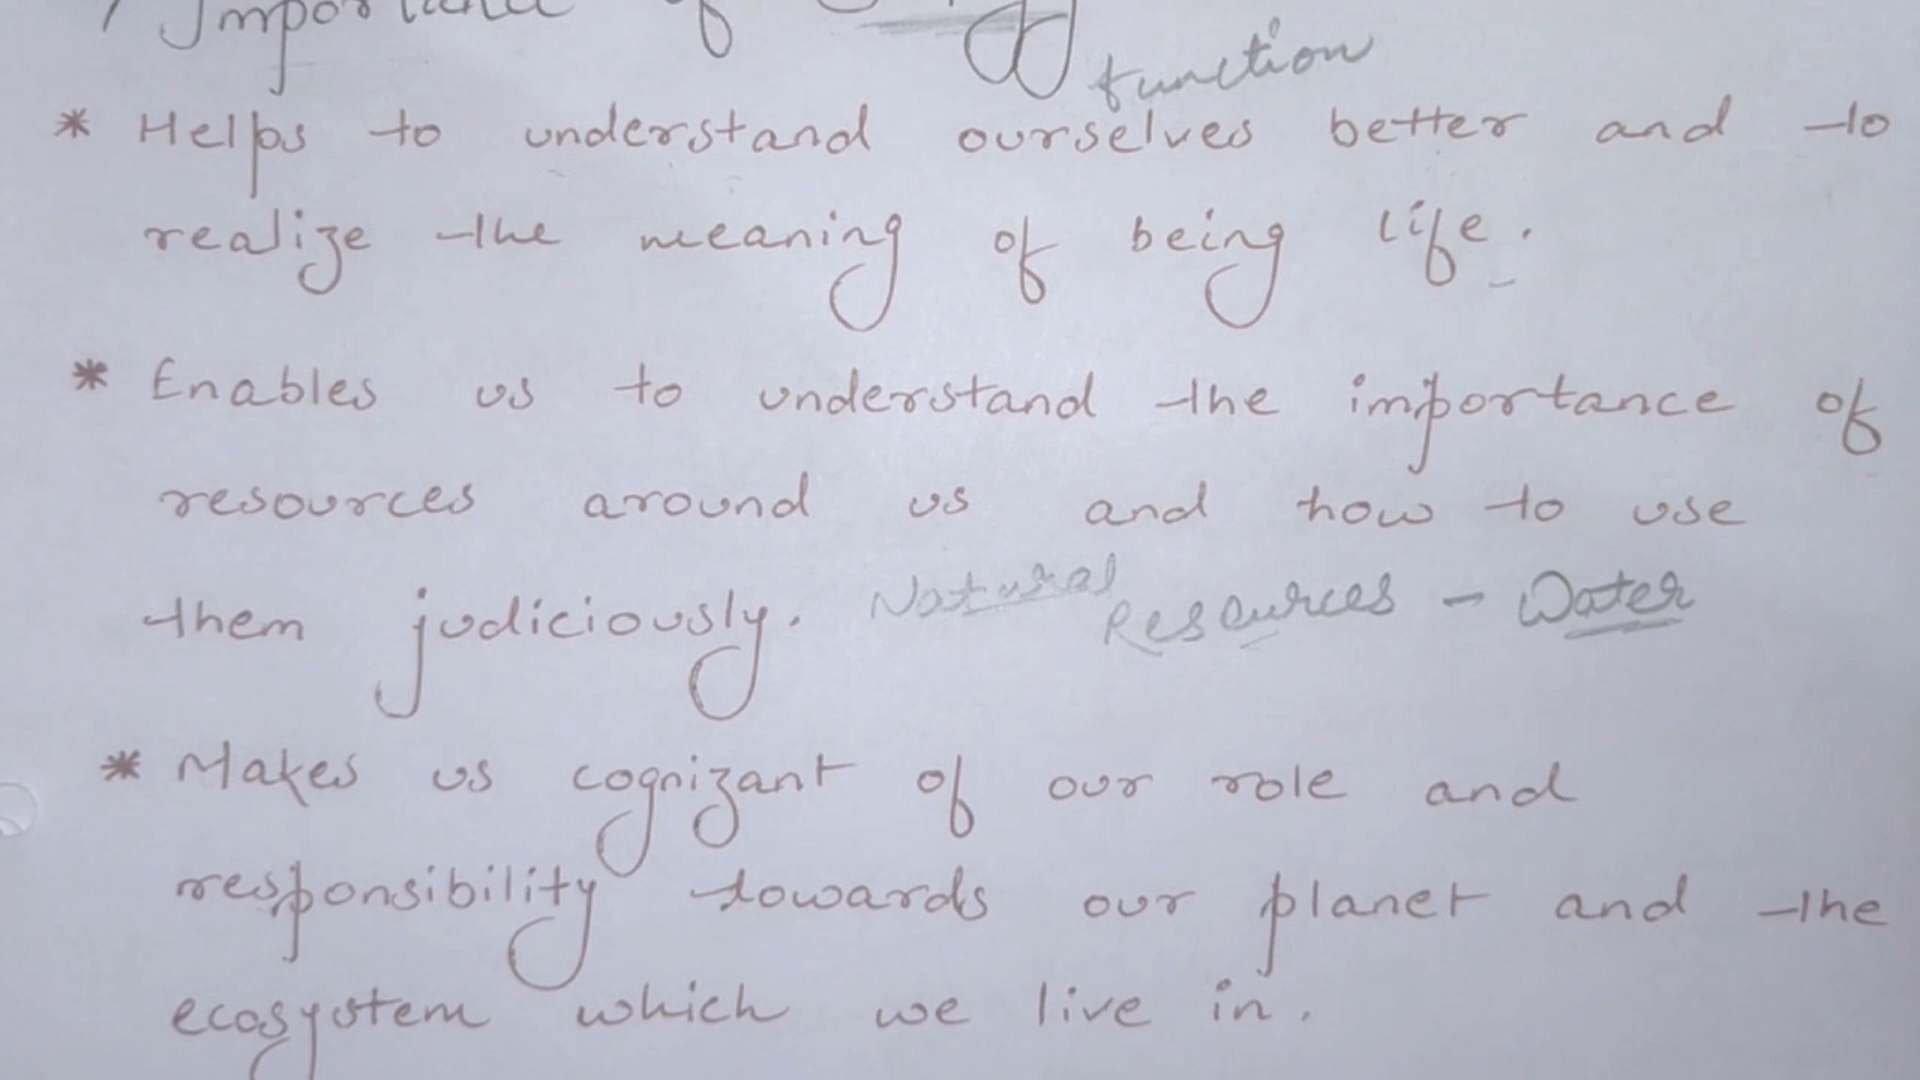 Importance of
function
* Helps to understand ourselves better and to
realize the meaning of being life.
* Enables us to understand the importance of
resources around us and how to use
them judiciously. Natural Resources - Water
* Makes us cognizant of our role and
responsibility towards our planet and the
ecosystem which we live in.